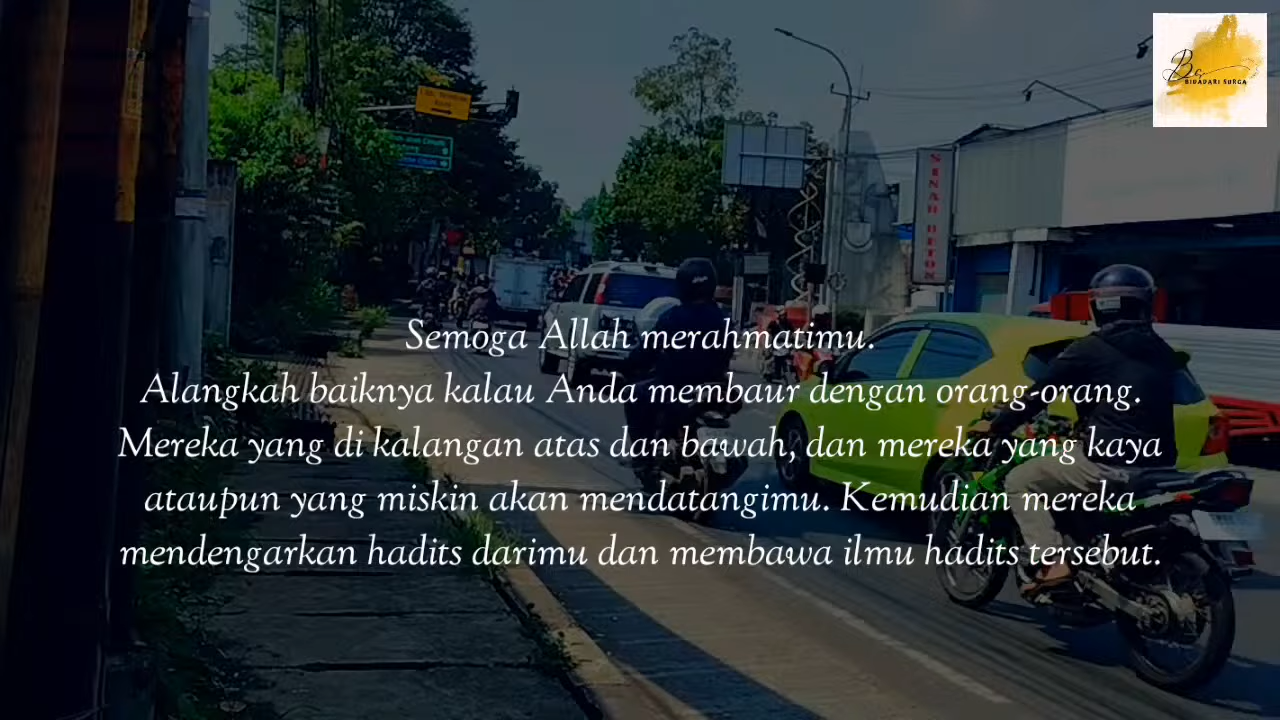 BIDADARI SURGA
SINAR BETON
Semoga Allah merahmatimu.
Alangkah baiknya kalau Anda membaur dengan orang-orang.
Mereka yang di kalangan atas dan bawah, dan mereka yang kaya
ataupun yang miskin akan mendatangimu. Kemudian mereka
mendengarkan hadits darimu dan membawa ilmu hadits tersebut.